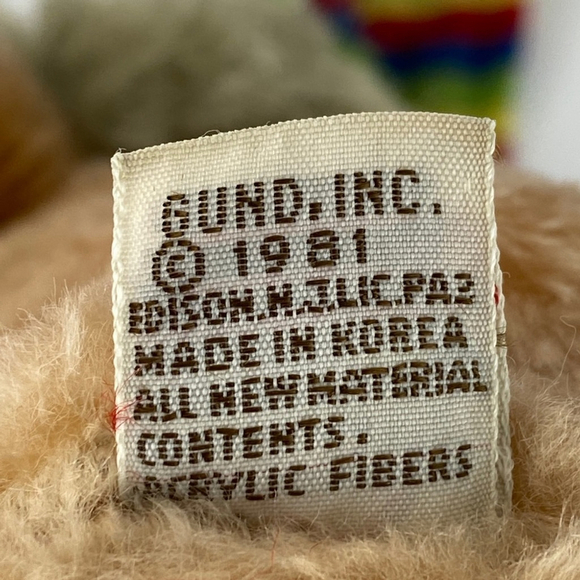 GUND, INC.
© 1981
EDISON.N.J.LIC.PA2
MADE IN KOREA
ALL NEW MATERIAL
CONTENTS.
ACRYLIC FIBERS